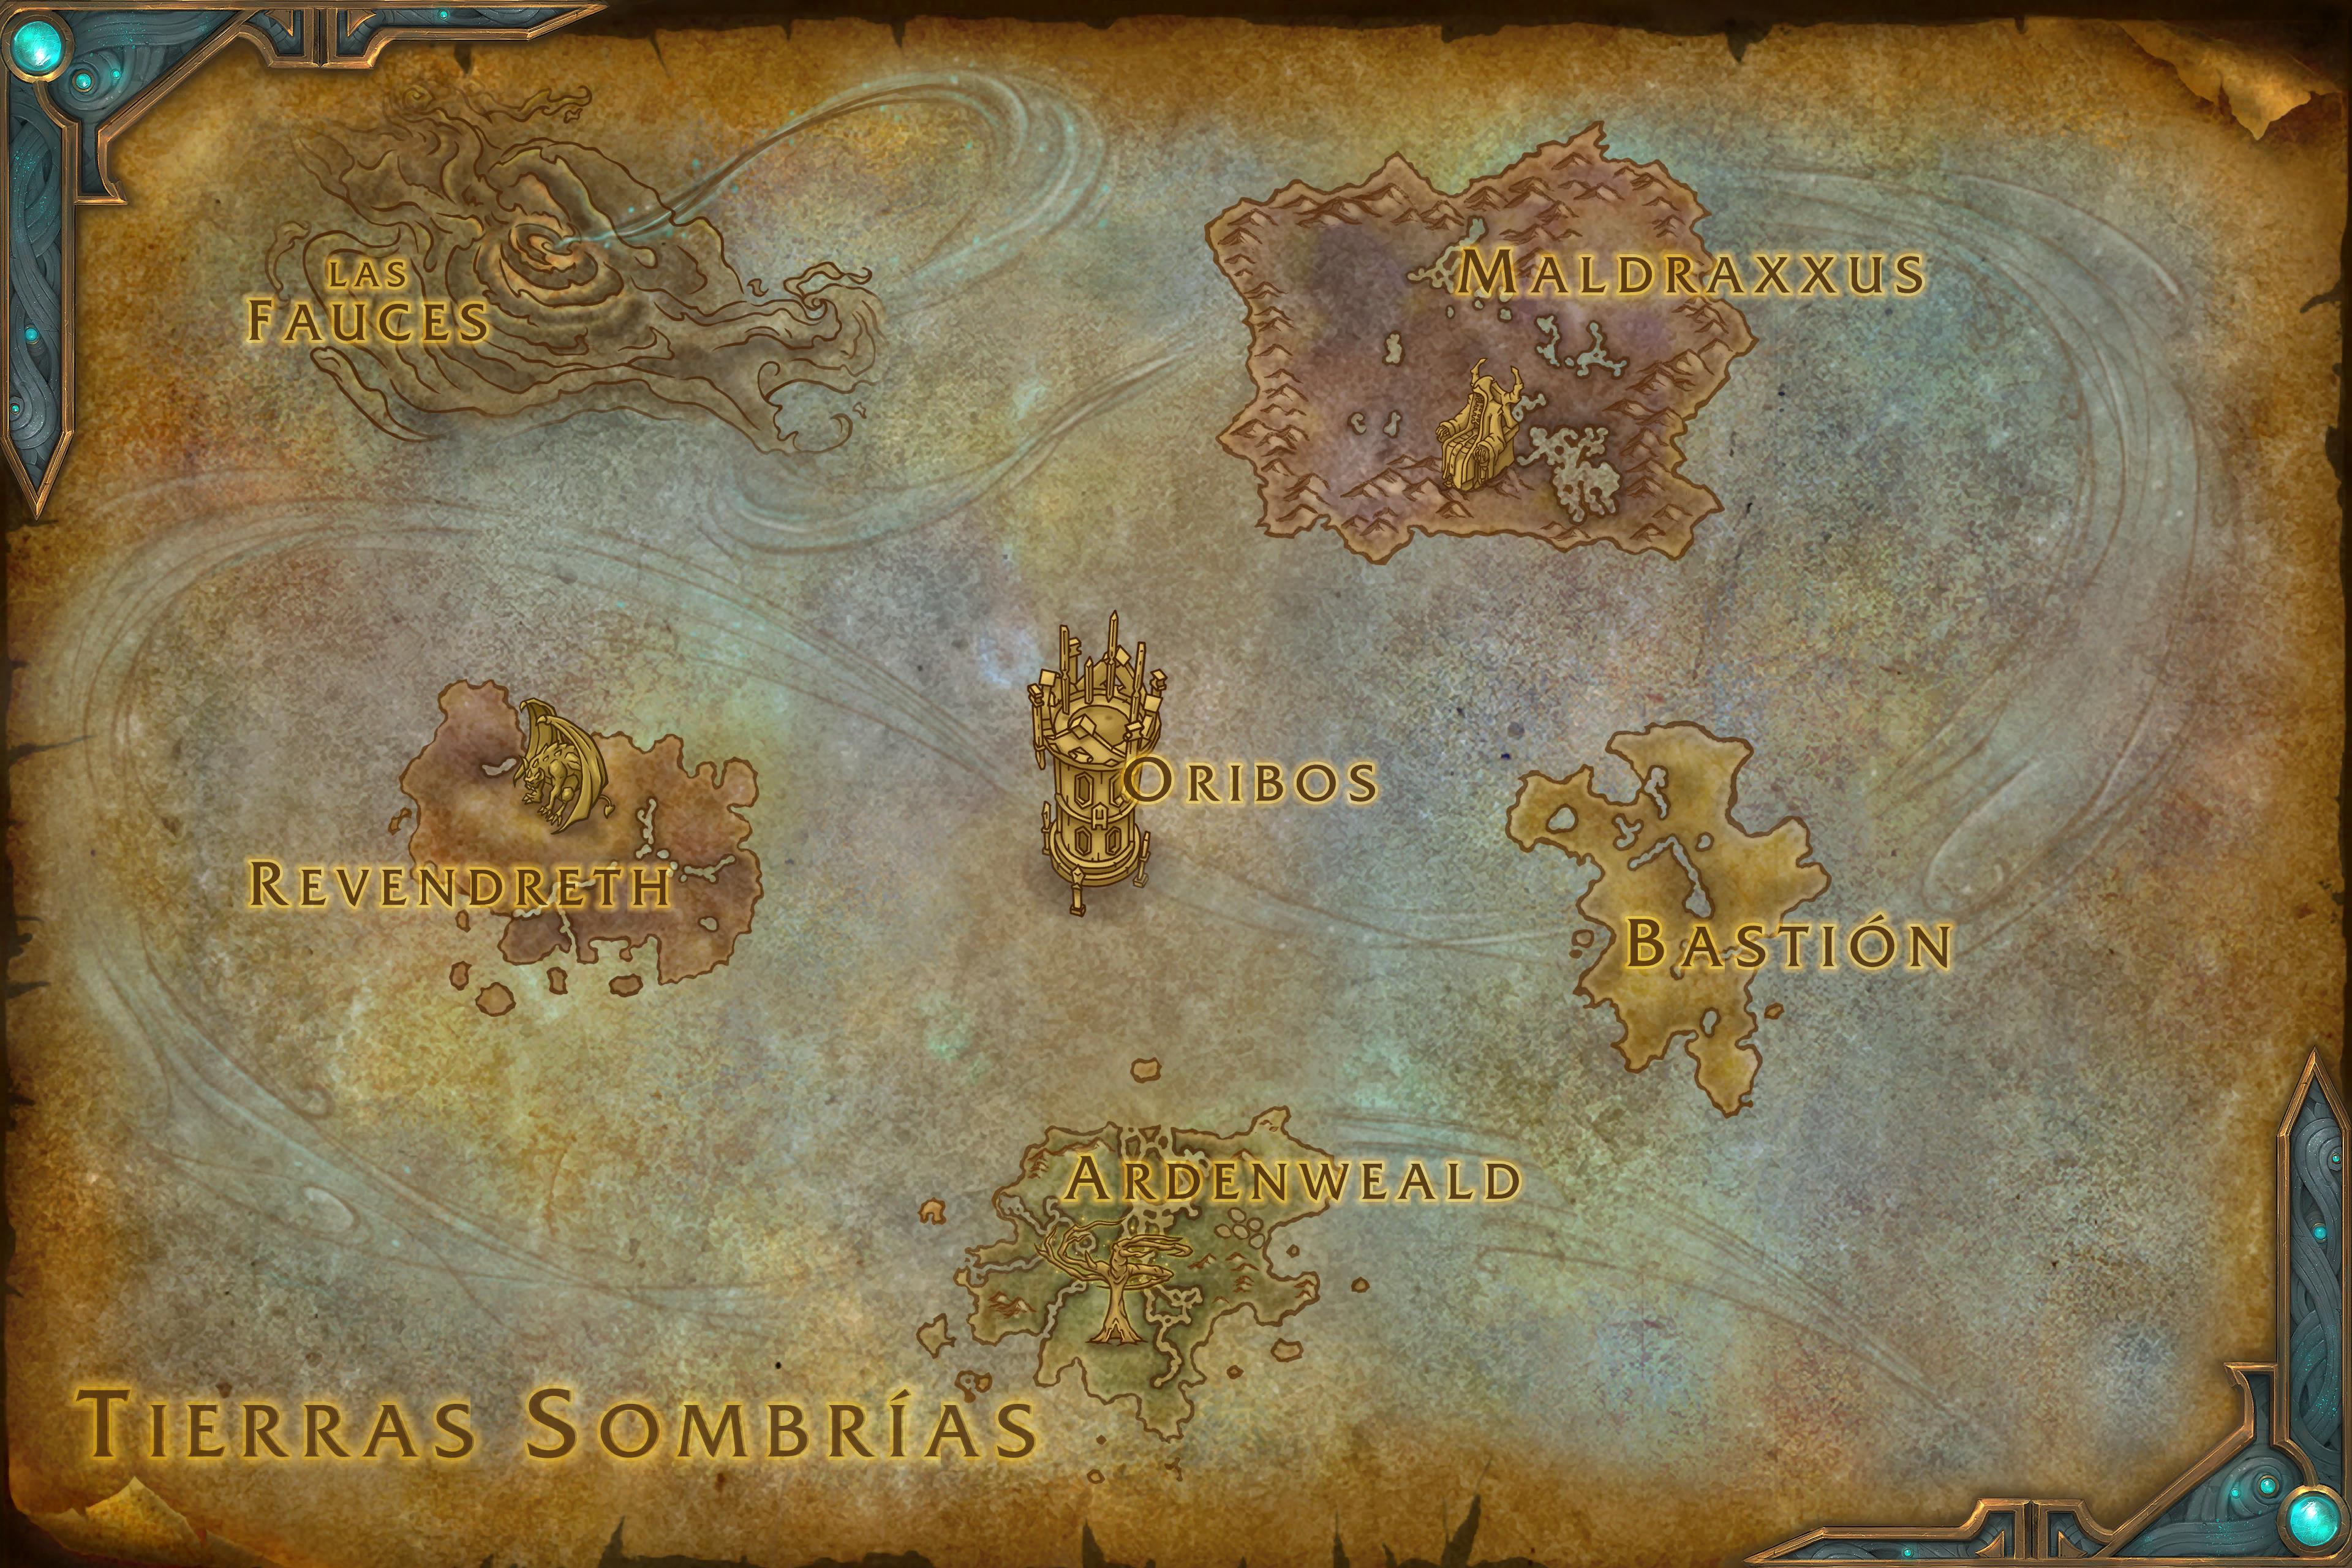 LAS
FAUCES
MALDRAXXUS
ORIBOS
REVENDRETH
BASTIÓN
ARDENWEALD
TIERRAS SOMBRÍAS